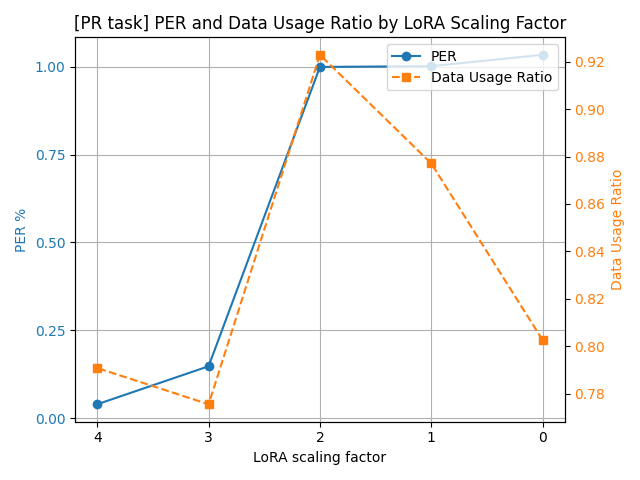 [PR task] PER and Data Usage Ratio by LoRA Scaling Factor
PER
Data Usage Ratio
1.00
0.75
0.50
0.25
0.00
PER %
0.92
0.90
0.88
0.86
0.84
0.82
0.80
0.78
Data Usage Ratio
4 3 2 1 0
LoRA scaling factor